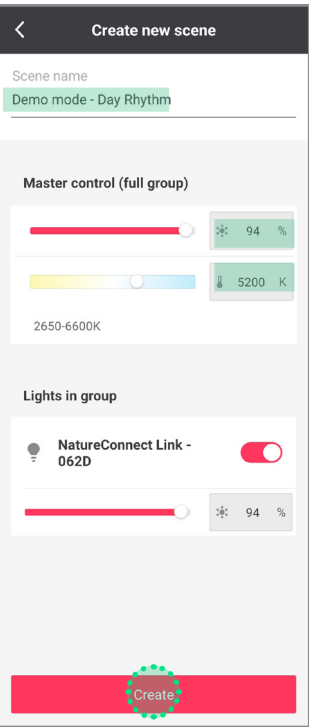 Create new scene
Scene name
Demo mode - Day Rhythm
Master control (full group)
94 %
5200 K
2650-6600K
Lights in group
NatureConnect Link -
062D
94 %
Create